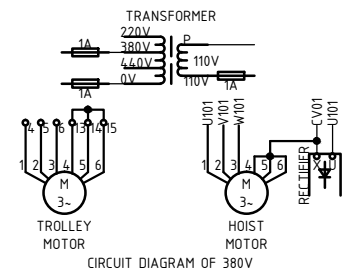 TRANSFORMER
220V
1A
380V
P
440V
110V
0V
110V
1A
1A
4 5 6 13 14 15
U101
V101
W101
CV01
U101
1 2 3 4 5 6
1 2 3 4 5 6
RECTIFIER
M
3~
M
3~
TROLLEY
MOTOR
HOIST
MOTOR
CIRCUIT DIAGRAM OF 380V